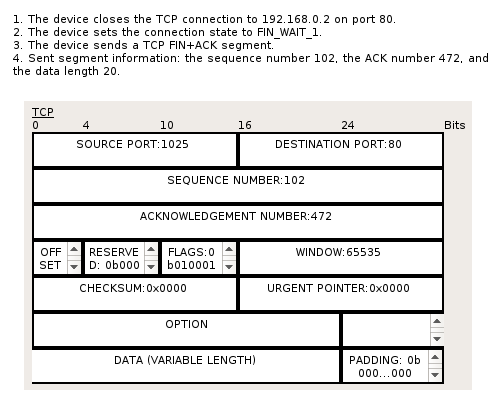 1. The device closes the TCP connection to 192.168.0.2 on port 80.
2. The device sets the connection state to FIN_WAIT_1.
3. The device sends a TCP FIN+ACK segment.
4. Sent segment information: the sequence number 102, the ACK number 472, and
the data length 20.
TCP
0 4 10 16 24 Bits
SOURCE PORT:1025 DESTINATION PORT:80
SEQUENCE NUMBER:102
ACKNOWLEDGEMENT NUMBER:472
OFF RESERVE FLAGS:0 WINDOW:65535
SET D: 0b000 b010001
CHECKSUM:0x0000 URGENT POINTER:0x0000
OPTION
DATA (VARIABLE LENGTH) PADDING: 0b
000...000